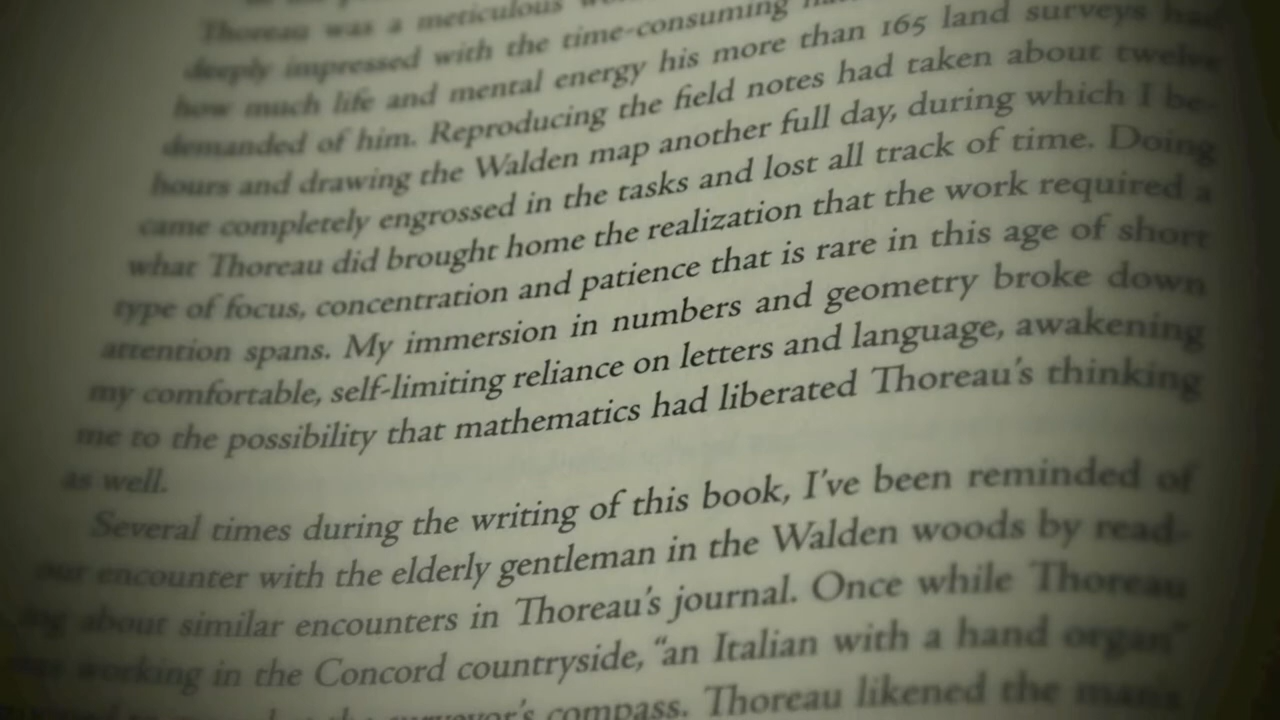 Thoreau was a meticulous
deeply impressed with the time-consuming
how much life and mental energy his more than 165 land surveys had
demanded of him. Reproducing the field notes had taken about twelve
hours and drawing the Walden map another full day, during which I be-
came completely engrossed in the tasks and lost all track of time. Doing
what Thoreau did brought home the realization that the work required a
type of focus, concentration and patience that is rare in this age of short
attention spans. My immersion in numbers and geometry broke down
my comfortable, self-limiting reliance on letters and language, awakening
me to the possibility that mathematics had liberated Thoreau's thinking
as well.
Several times during the writing of this book, I've been reminded of
our encounter with the elderly gentleman in the Walden woods by read-
ing about similar encounters in Thoreau's journal. Once while Thoreau
was working in the Concord countryside, "an Italian with a hand organ"
the surveyor's compass. Thoreau likened the man's